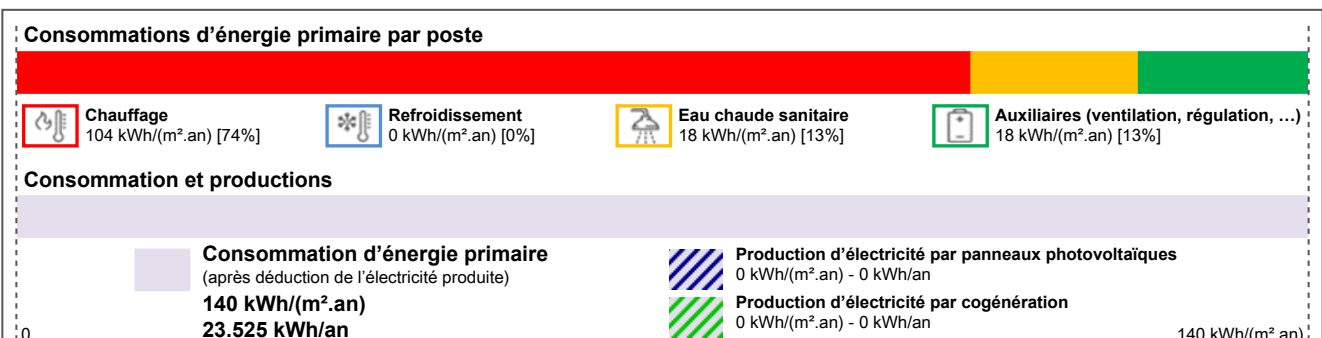 Consommations d'énergie primaire par poste
Chauffage
104 kWh/(m².an) [74%]
Refroidissement
0 kWh/(m².an) [0%]
Eau chaude sanitaire
18 kWh/(m².an) [13%]
Auxiliaires (ventilation, régulation, …)
18 kWh/(m².an) [13%]
Consommation et productions
Consommation d'énergie primaire
(après déduction de l'électricité produite)
140 kWh/(m².an)
23.525 kWh/an
Production d'électricité par panneaux photovoltaïques
0 kWh/(m².an) - 0 kWh/an
Production d'électricité par cogénération
0 kWh/(m².an) - 0 kWh/an
0
140 kWh/(m².an)